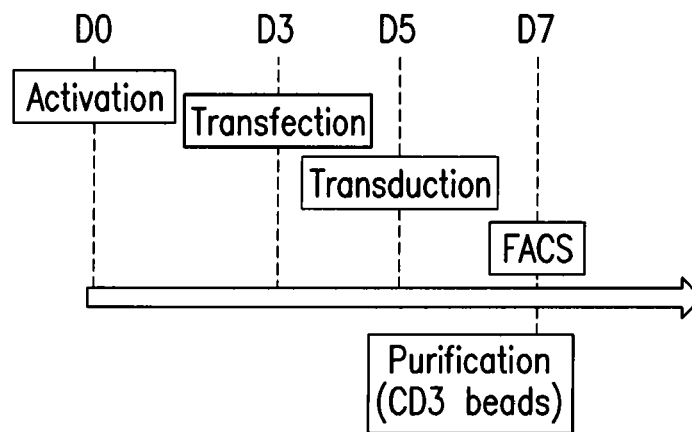 D0 D3 D5 D7
Activation
Transfection
Transduction
FACS
Purification
(CD3 beads)